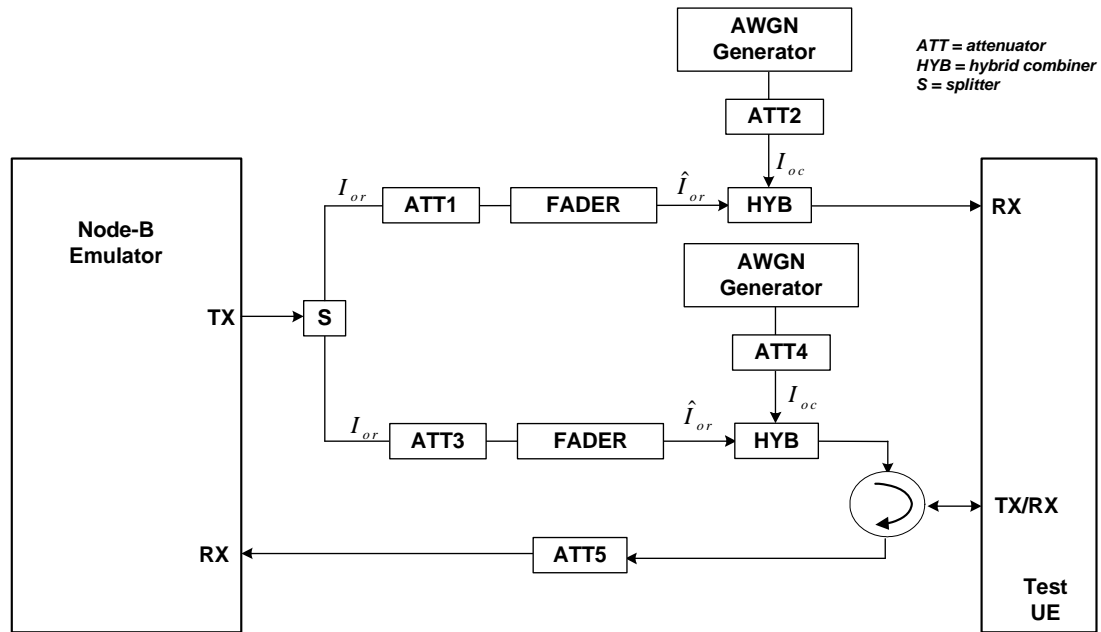 AWGN
Generator
ATT = attenuator
HYB = hybrid combiner
S = splitter
ATT2
I_oc
I_or
ATT1
FADER
Î_or
HYB
RX
Node-B
Emulator
AWGN
Generator
TX
S
ATT4
I_oc
I_or
ATT3
FADER
Î_or
HYB
TX/RX
RX
ATT5
Test
UE